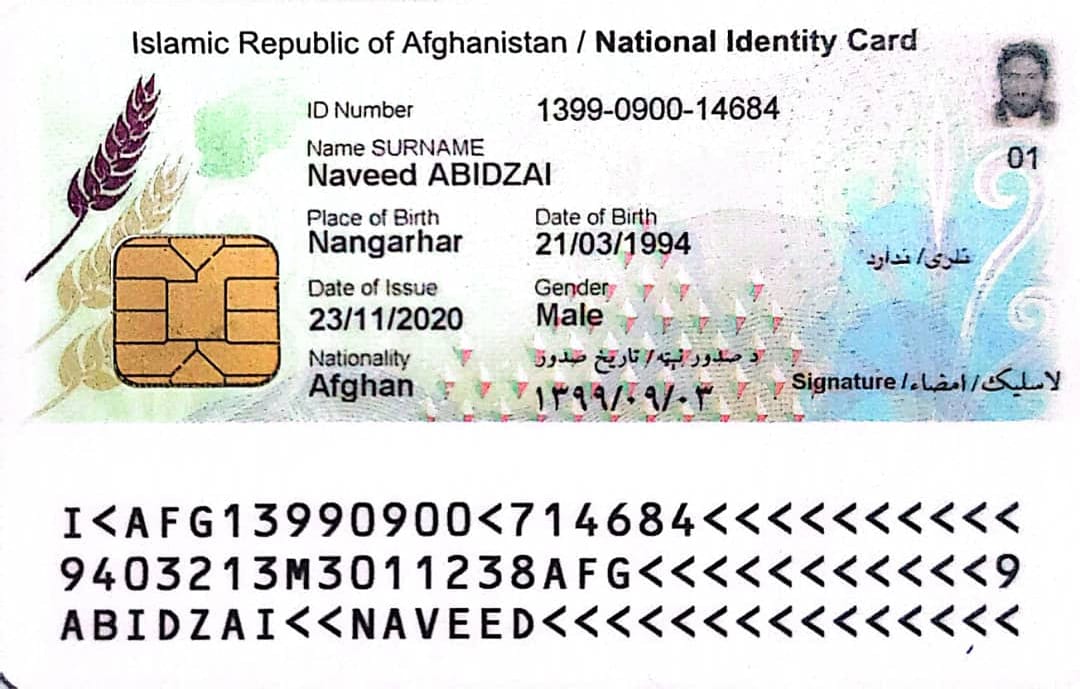 Islamic Republic of Afghanistan / National Identity Card
ID Number 1399-0900-14684
Name SURNAME
Naveed ABIDZAI
01
Place of Birth Date of Birth
Nangarhar 21/03/1994
نلري / ندارد
Date of Issue Gender
23/11/2020 Male
Nationality د صدور نېټه / تاریخ صدور
Afghan ۱۳۹۹/۰۹/۰۳
Signature / لاسلیک / امضاء
I<AFG13990900<714684<<<<<<<<<<
9403213M3011238AFG<<<<<<<<<<<9
ABIDZAI<<NAVEED<<<<<<<<<<<<<<<